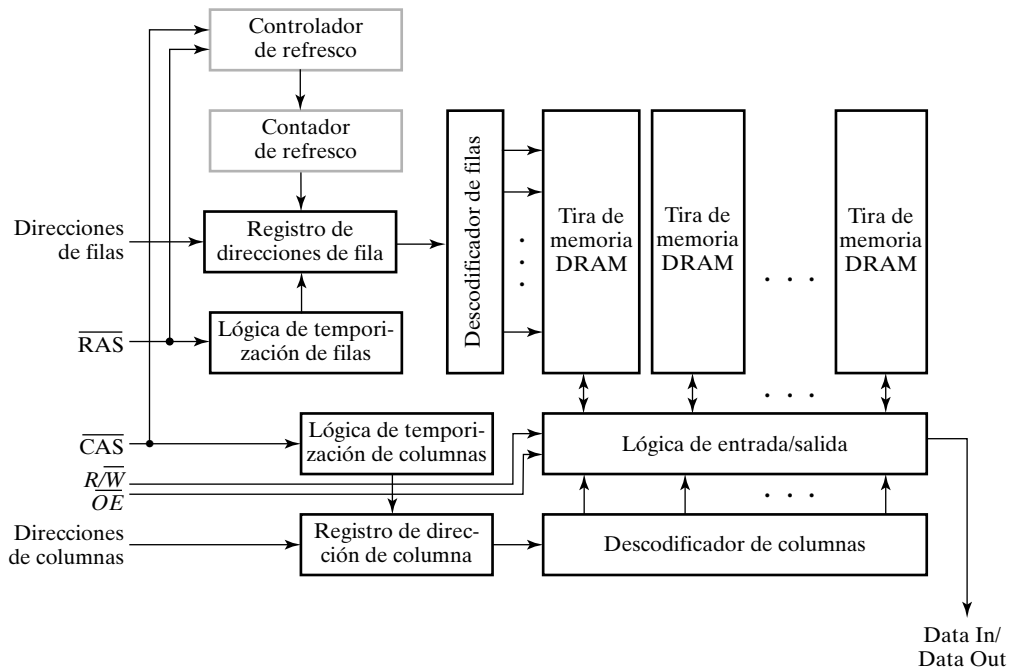 Controlador
de refresco
Contador
de refresco
Direcciones
de filas
Registro de
direcciones de fila
Descodificador de filas
Tira de
memoria
DRAM
Tira de
memoria
DRAM
. . .
Tira de
memoria
DRAM
R̅A̅S̅
Lógica de tempori-
zación de filas
. . .
C̅A̅S̅
Lógica de tempori-
zación de columnas
Lógica de entrada/salida
R/W̅
O̅E̅
. . .
Direcciones
de columnas
Registro de direc-
ción de columna
Descodificador de columnas
Data In/
Data Out